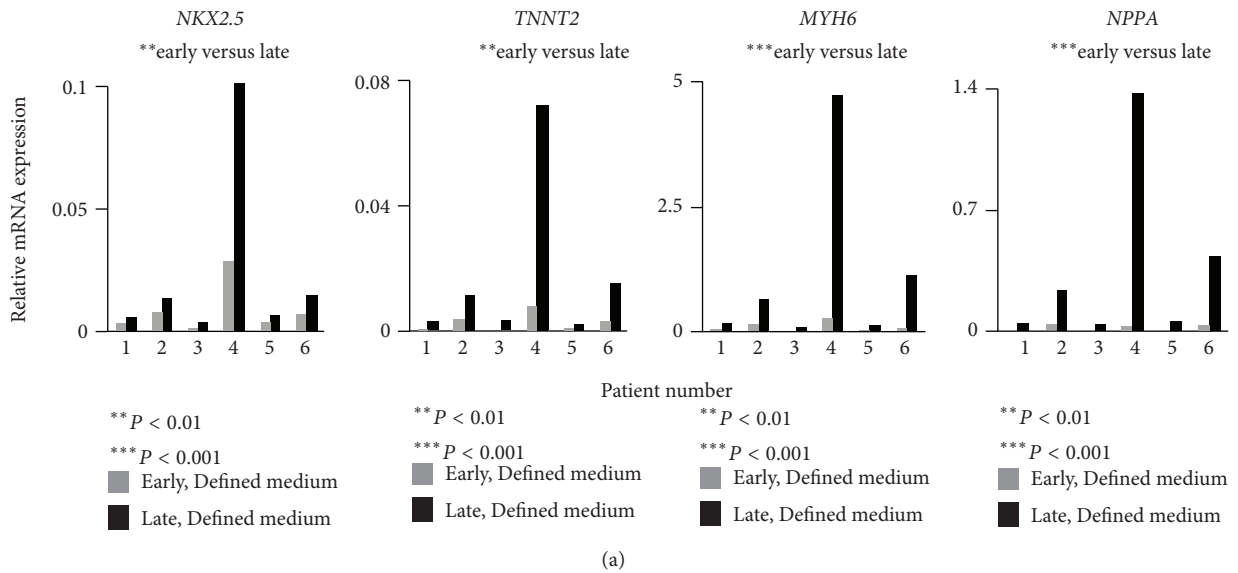 NKX2.5
**early versus late
TNNT2
**early versus late
MYH6
***early versus late
NPPA
***early versus late
Relative mRNA expression
0.1
0.05
0
1 2 3 4 5 6
0.08
0.04
0
1 2 3 4 5 6
5
2.5
0
1 2 3 4 5 6
1.4
0.7
0
1 2 3 4 5 6
Patient number
**P < 0.01
***P < 0.001
Early, Defined medium
Late, Defined medium
**P < 0.01
***P < 0.001
Early, Defined medium
Late, Defined medium
**P < 0.01
***P < 0.001
Early, Defined medium
Late, Defined medium
**P < 0.01
***P < 0.001
Early, Defined medium
Late, Defined medium
(a)